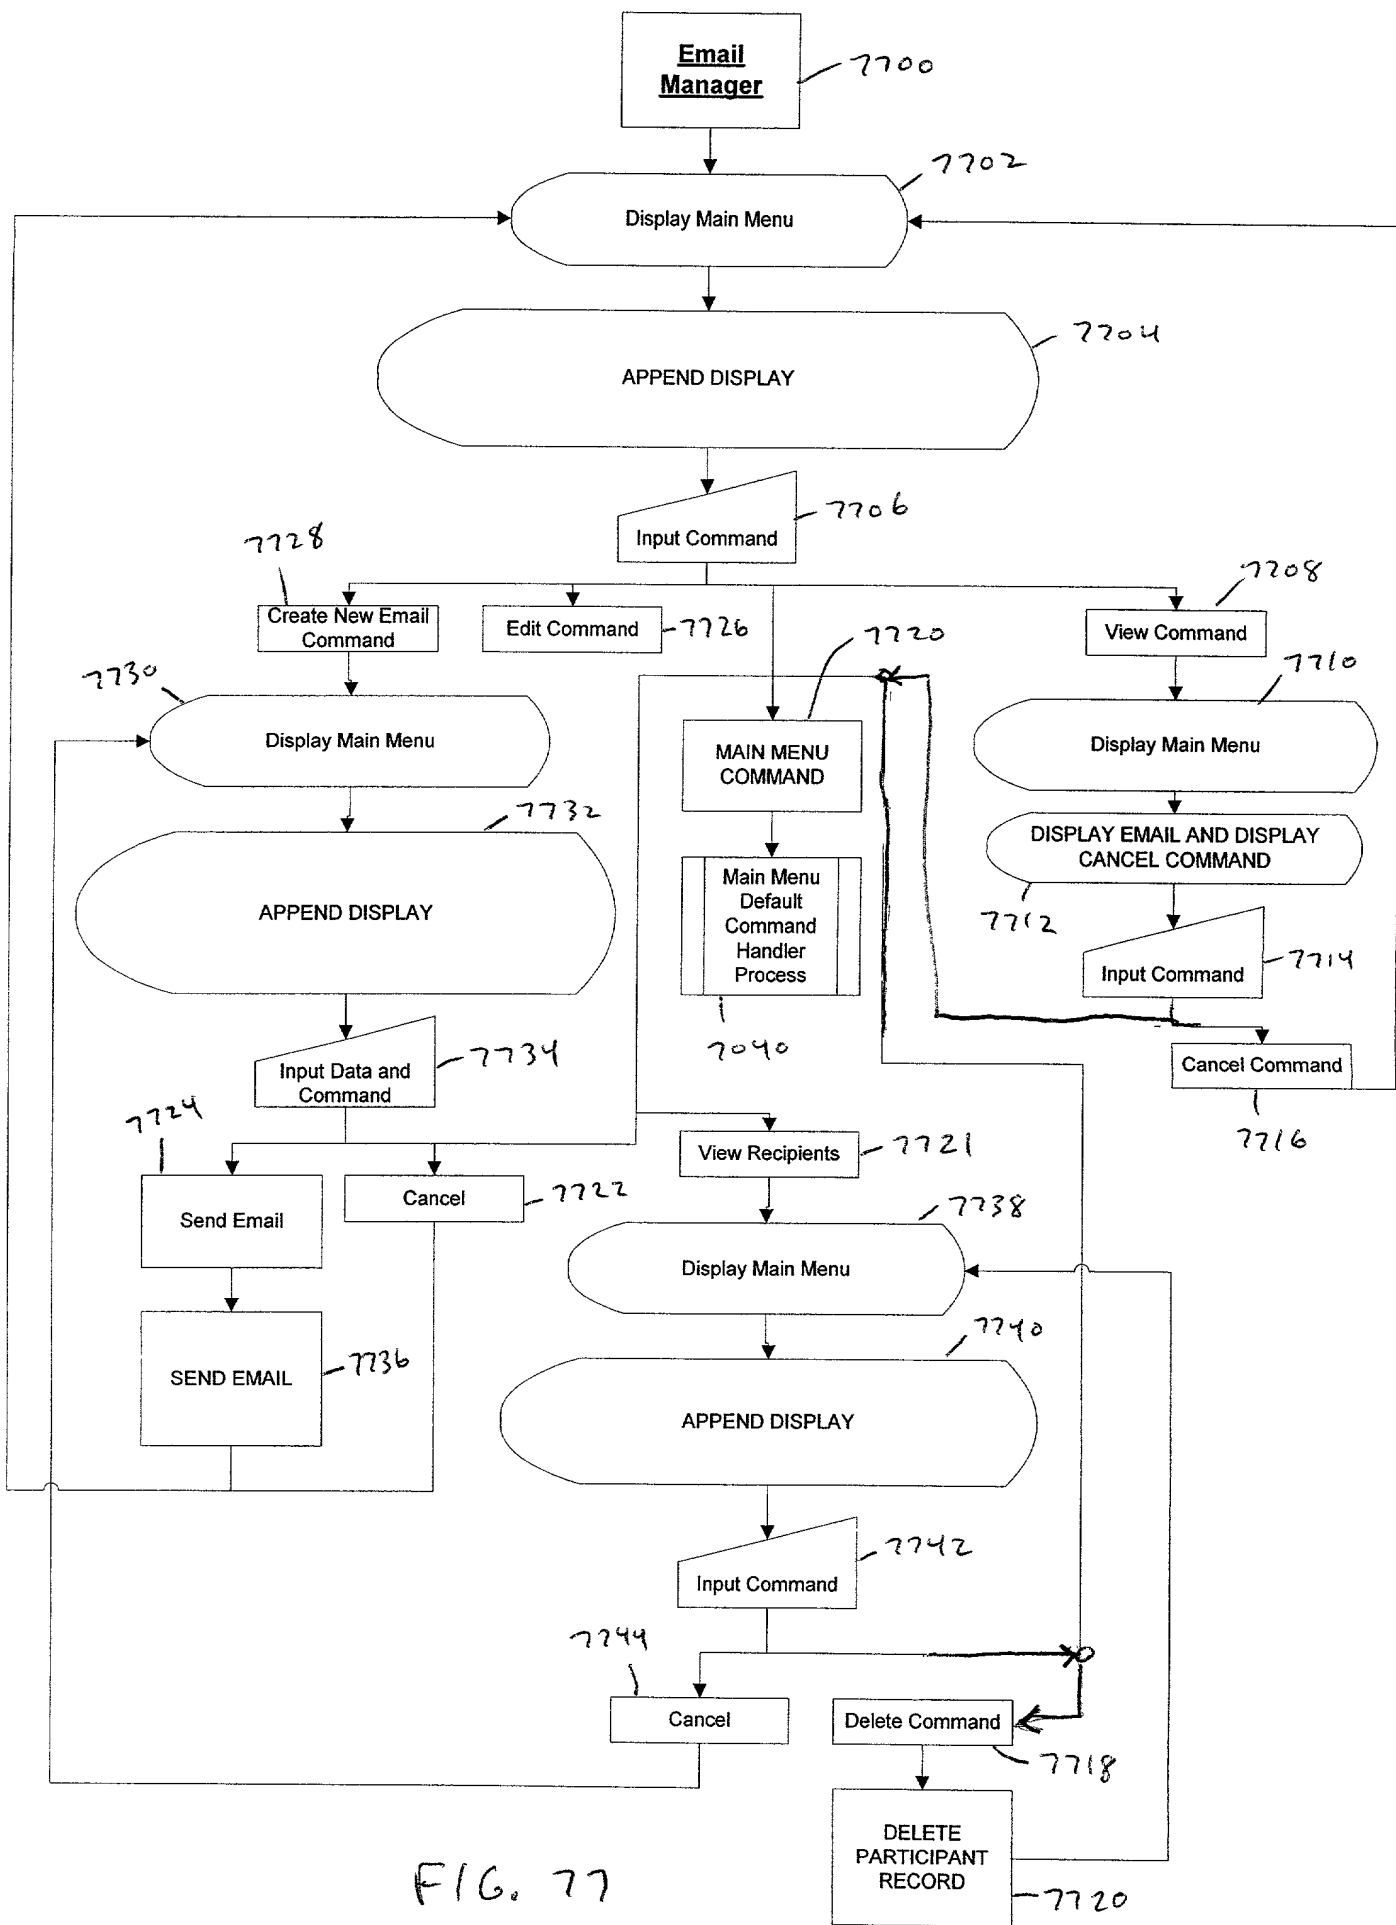 Email
Manager
7700
7702
Display Main Menu
7704
APPEND DISPLAY
7706
Input Command
7728
7708
Create New Email
Command
Edit Command
7726
7720
View Command
7730
7710
Display Main Menu
MAIN MENU
COMMAND
Display Main Menu
7732
DISPLAY EMAIL AND DISPLAY
CANCEL COMMAND
Main Menu
Default
Command
Handler
Process
APPEND DISPLAY
7712
7714
Input Command
7040
7734
Input Data and
Command
Cancel Command
7724
7716
View Recipients
7721
Send Email
Cancel
7722
7738
Display Main Menu
7740
SEND EMAIL
7736
APPEND DISPLAY
7742
Input Command
7744
Cancel
Delete Command
7718
DELETE
PARTICIPANT
RECORD
7720
FIG. 77